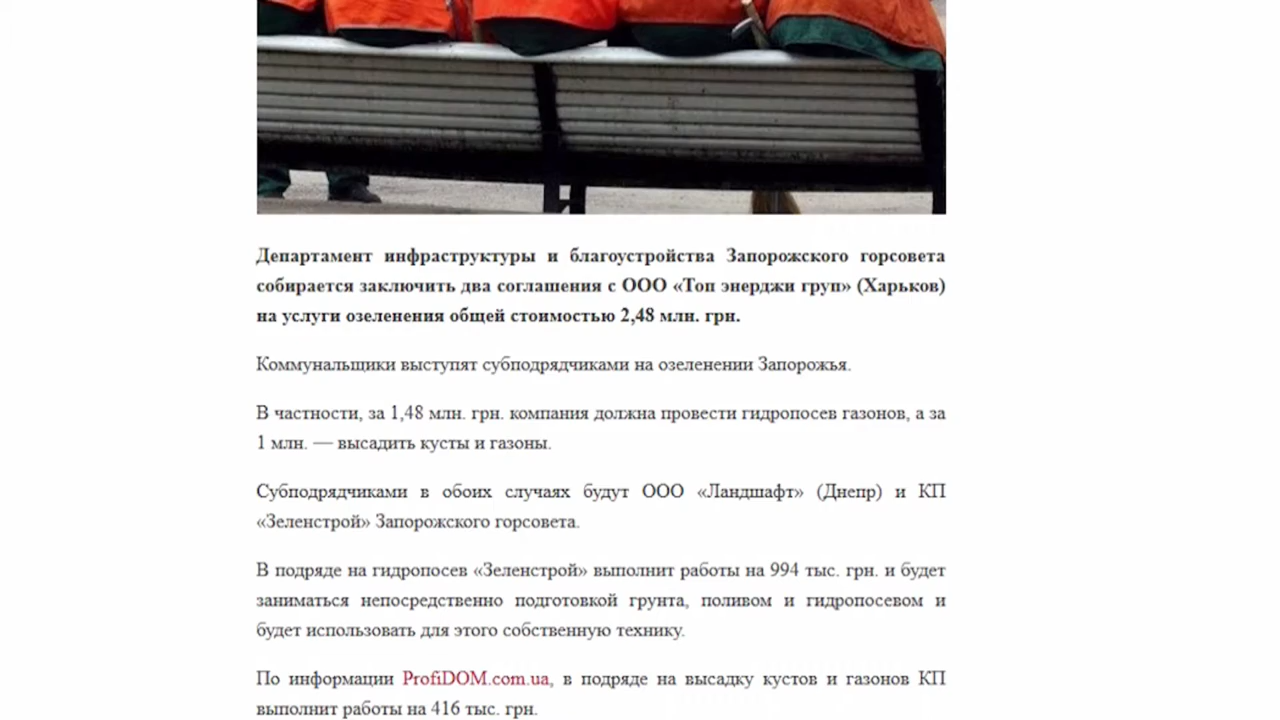 Департамент инфраструктуры и благоустройства Запорожского горсовета
собирается заключить два соглашения с ООО «Топ энерджи груп» (Харьков)
на услуги озеленения общей стоимостью 2,48 млн. грн.
Коммунальщики выступят субподрядчиками на озеленении Запорожья.
В частности, за 1,48 млн. грн. компания должна провести гидропосев газонов, а за
1 млн. — высадить кусты и газоны.
Субподрядчиками в обоих случаях будут ООО «Ландшафт» (Днепр) и КП
«Зеленстрой» Запорожского горсовета.
В подряде на гидропосев «Зеленстрой» выполнит работы на 994 тыс. грн. и будет
заниматься непосредственно подготовкой грунта, поливом и гидропосевом и
будет использовать для этого собственную технику.
По информации ProfiDOM.com.ua, в подряде на высадку кустов и газонов КП
выполнит работы на 416 тыс. грн.